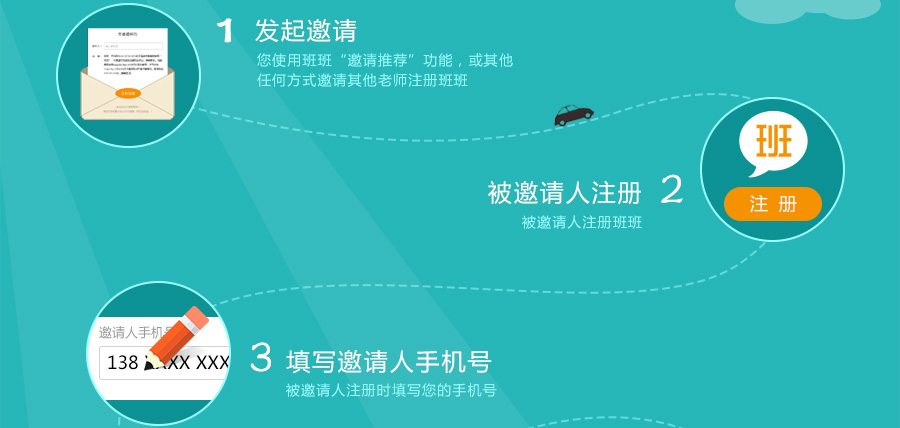 1 发起邀请
您使用班班“邀请推荐”功能，或其他
任何方式邀请其他老师注册班班
班
注 册
被邀请人注册 2
被邀请人注册班班
邀请人手机
138 XXX XXX
3 填写邀请人手机号
被邀请人注册时填写您的手机号